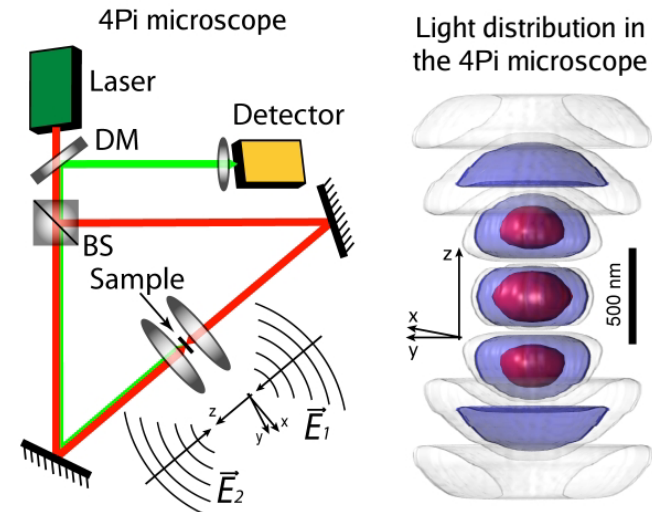 4Pi microscope
Laser
DM
Detector
BS
Sample
z
x
y
E₁
E₂
Light distribution in
the 4Pi microscope
z
x
y
500 nm